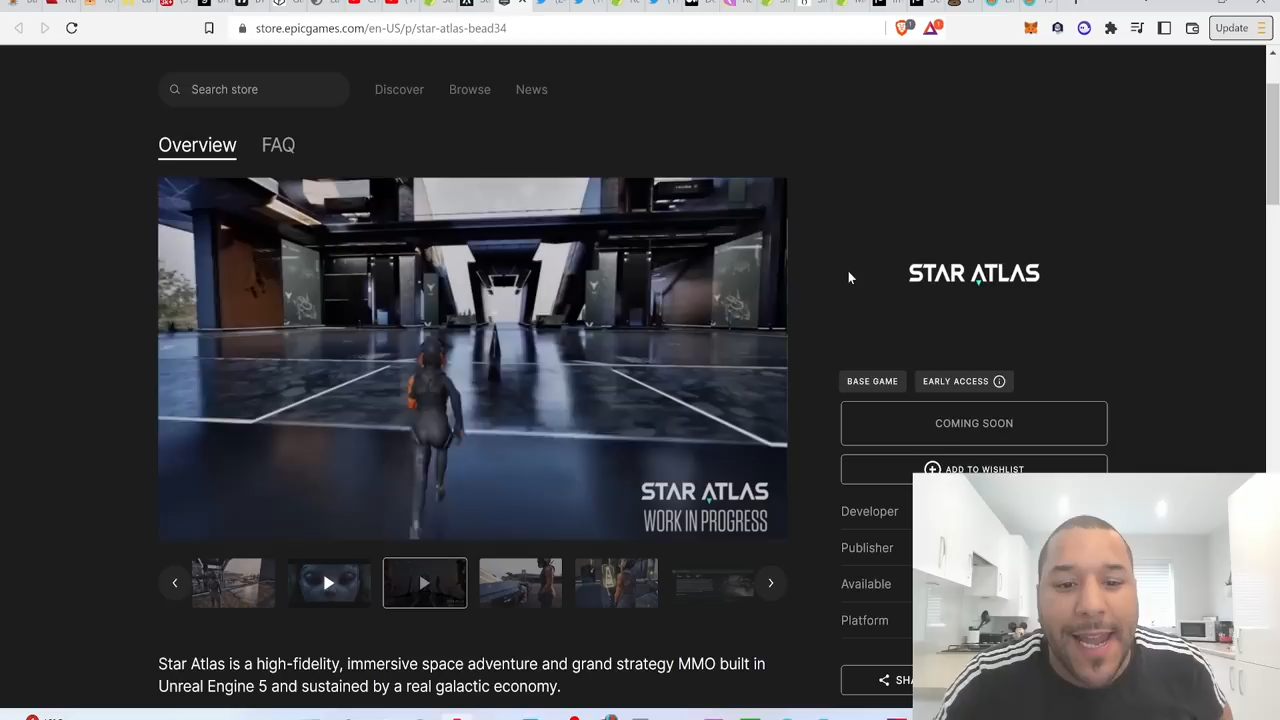 store.epicgames.com/en-US/p/star-atlas-bead34
Update
Search store
Discover
Browse
News
Overview
FAQ
STAR ATLAS
STAR ATLAS
WORK IN PROGRESS
BASE GAME
EARLY ACCESS
COMING SOON
ADD TO WISHLIST
Developer
Publisher
Available
Platform
Star Atlas is a high-fidelity, immersive space adventure and grand strategy MMO built in
Unreal Engine 5 and sustained by a real galactic economy.